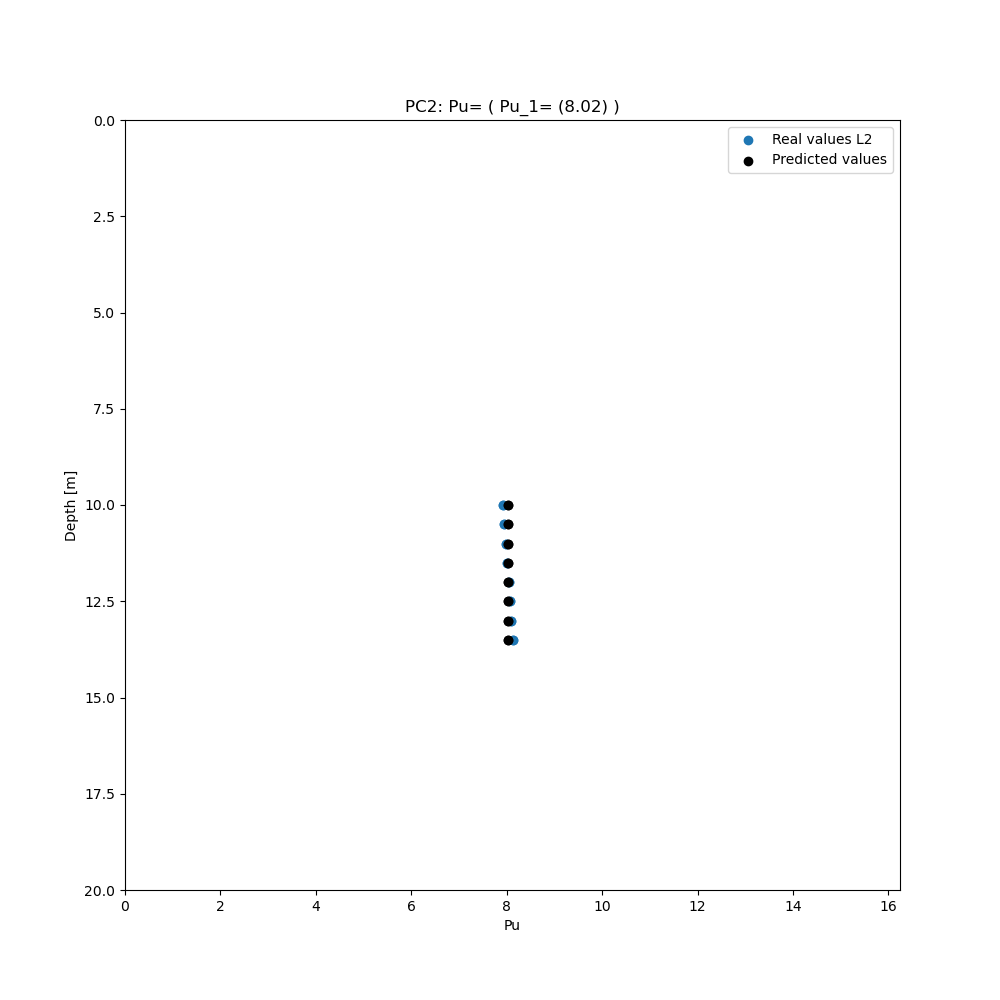 PC2: Pu= ( Pu_1= (8.02) )
Real values L2
Predicted values
0.0
2.5
5.0
7.5
10.0
12.5
15.0
17.5
20.0
Depth [m]
0 2 4 6 8 10 12 14 16
Pu